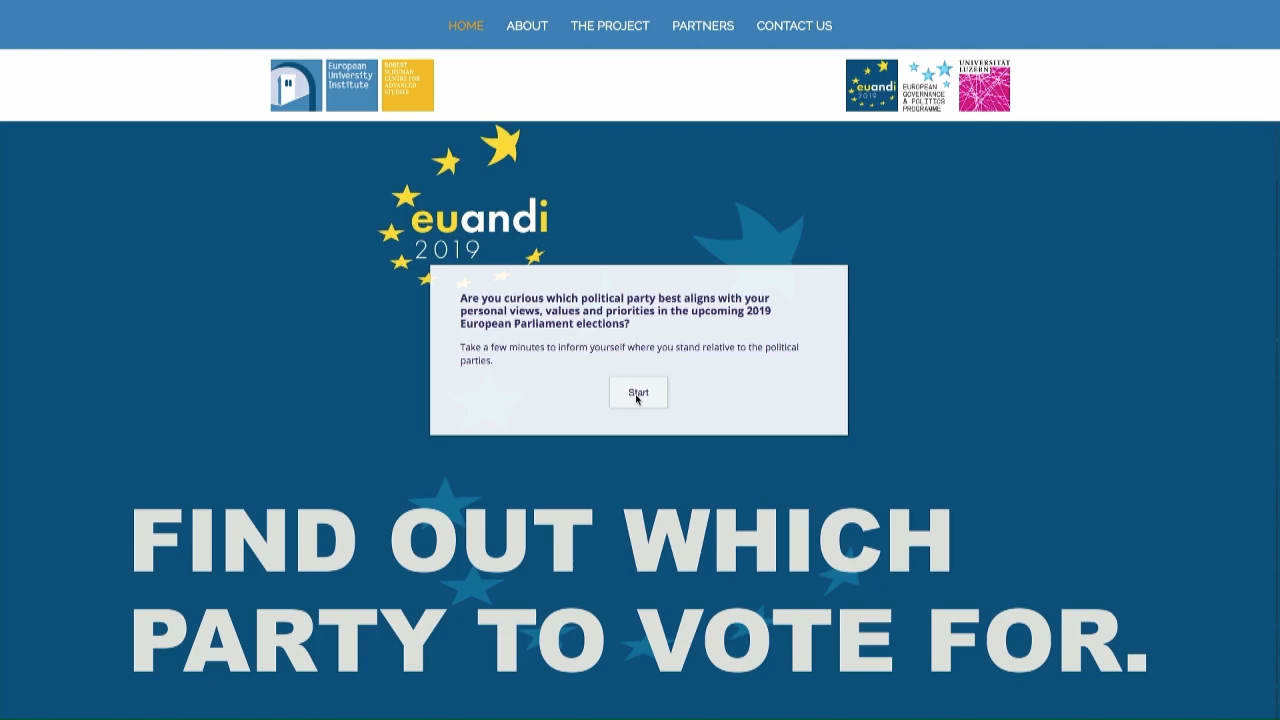 HOME ABOUT THE PROJECT PARTNERS CONTACT US
European
University
Institute
ROBERT
SCHUMAN
CENTRE FOR
ADVANCED
STUDIES
euandi
2019
EUROPEAN
GOVERNANCE
& POLITICS
PROGRAMME
UNIVERSITÄT
LUZERN
euandi
2019
Are you curious which political party best aligns with your
personal views, values and priorities in the upcoming 2019
European Parliament elections?
Take a few minutes to inform yourself where you stand relative to the political
parties.
Start
FIND OUT WHICH
PARTY TO VOTE FOR.